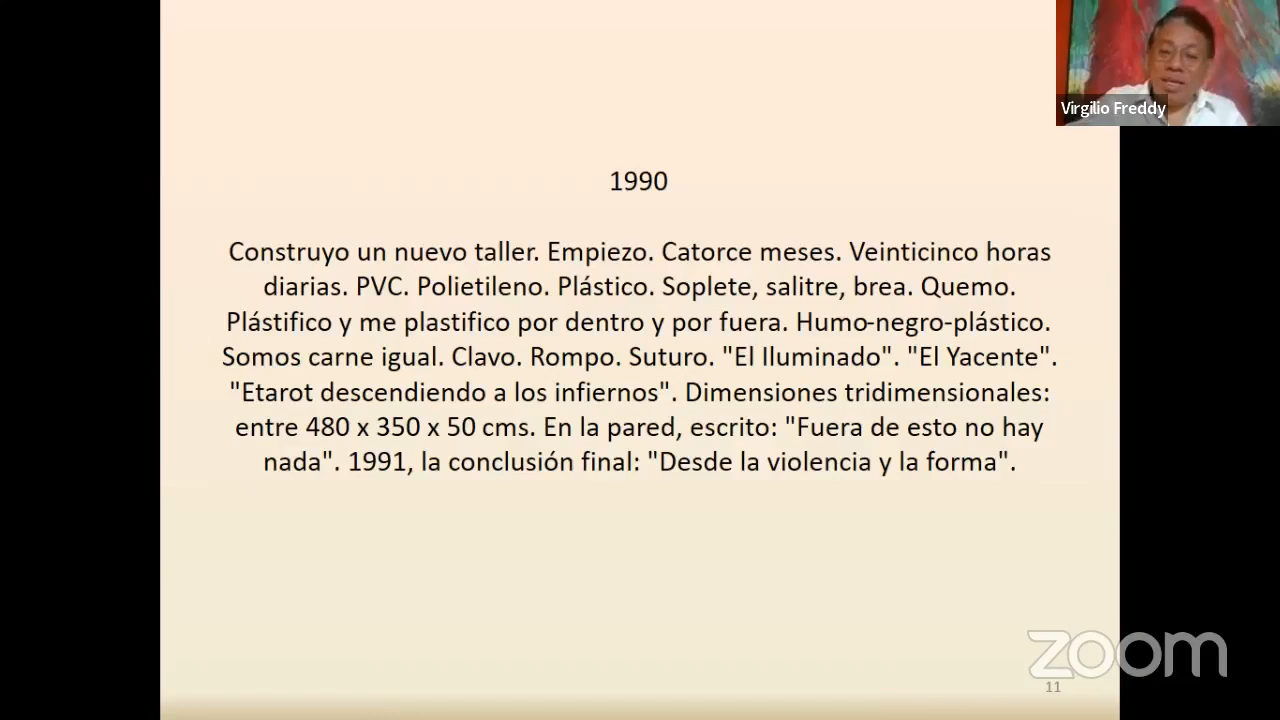 Virgilio Freddy
1990
Construyo un nuevo taller. Empiezo. Catorce meses. Veinticinco horas
diarias. PVC. Polietileno. Plástico. Soplete, salitre, brea. Quemo.
Plástifico y me plastifico por dentro y por fuera. Humo-negro-plástico.
Somos carne igual. Clavo. Rompo. Suturo. "El Iluminado". "El Yacente".
"Etarot descendiendo a los infiernos". Dimensiones tridimensionales:
entre 480 x 350 x 50 cms. En la pared, escrito: "Fuera de esto no hay
nada". 1991, la conclusión final: "Desde la violencia y la forma".
zoom
11